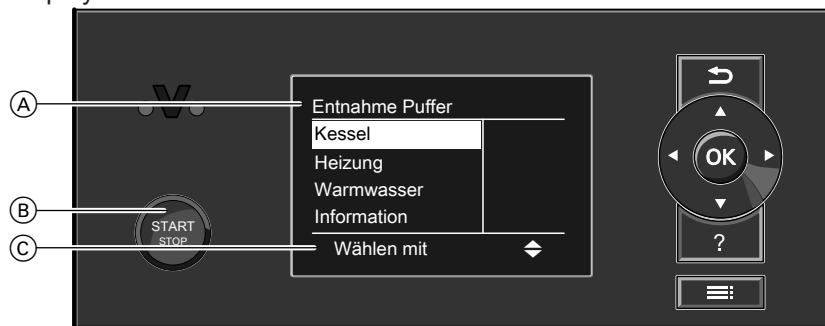 A
Entnahme Puffer
Kessel
Heizung
Warmwasser
Information
B
START
STOP
C
Wählen mit
OK
?